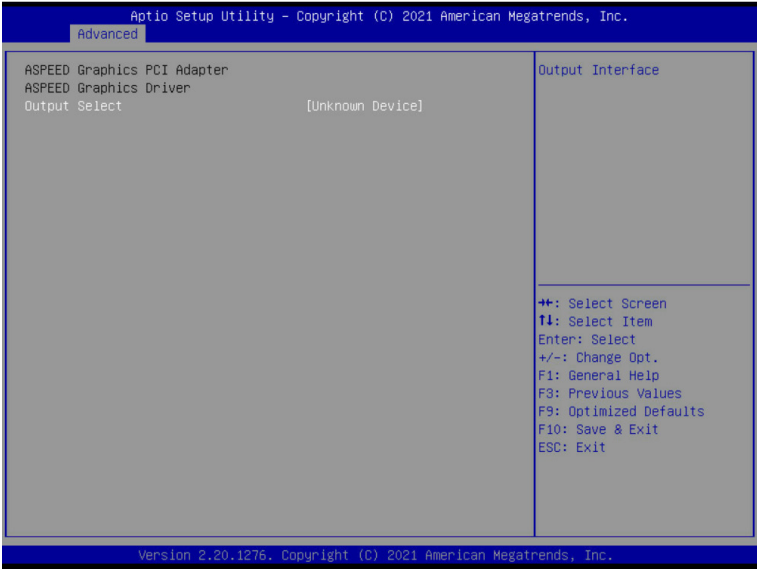 Aptio Setup Utility – Copyright (C) 2021 American Megatrends, Inc.
Advanced
ASPEED Graphics PCI Adapter
ASPEED Graphics Driver
Output Select [Unknown Device]
Output Interface
→←: Select Screen
↑↓: Select Item
Enter: Select
+/-: Change Opt.
F1: General Help
F3: Previous Values
F9: Optimized Defaults
F10: Save & Exit
ESC: Exit
Version 2.20.1276. Copyright (C) 2021 American Megatrends, Inc.